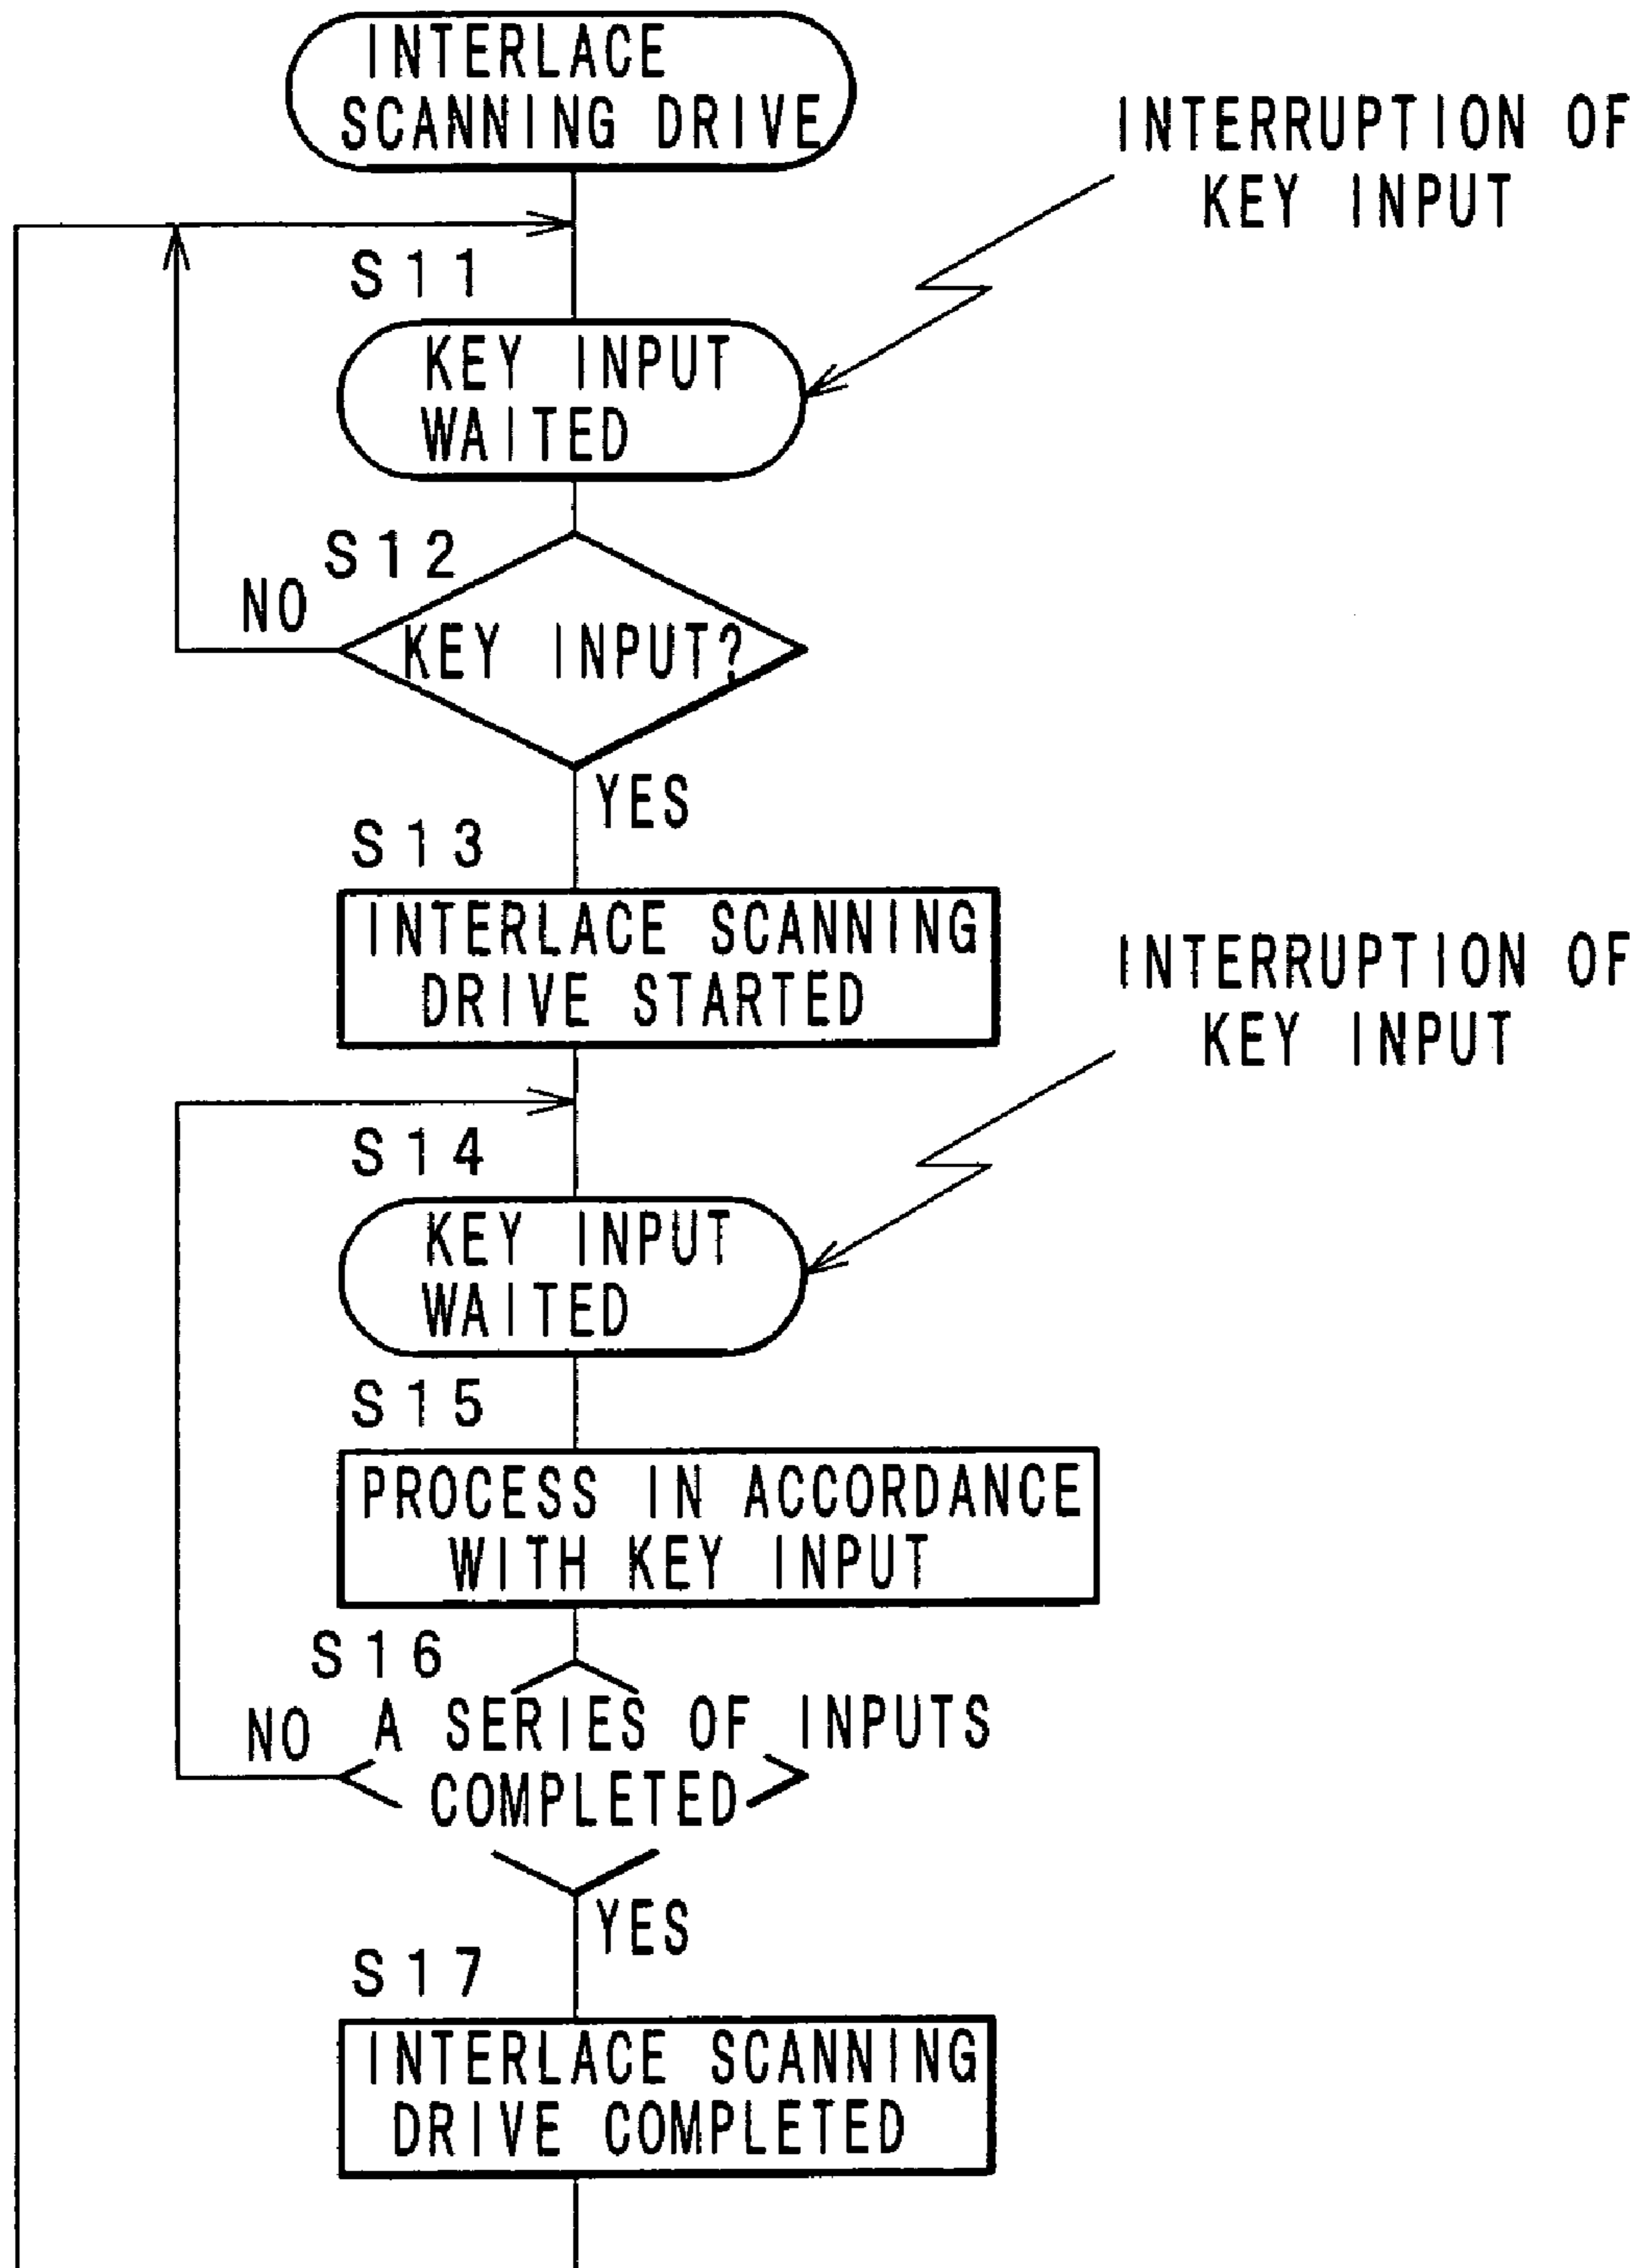 INTERLACE
SCANNING DRIVE
INTERRUPTION OF
KEY INPUT
S11
KEY INPUT
WAITED
S12
NO
KEY INPUT?
YES
S13
INTERLACE SCANNING
DRIVE STARTED
INTERRUPTION OF
KEY INPUT
S14
KEY INPUT
WAITED
S15
PROCESS IN ACCORDANCE
WITH KEY INPUT
S16
NO
A SERIES OF INPUTS
COMPLETED
YES
S17
INTERLACE SCANNING
DRIVE COMPLETED